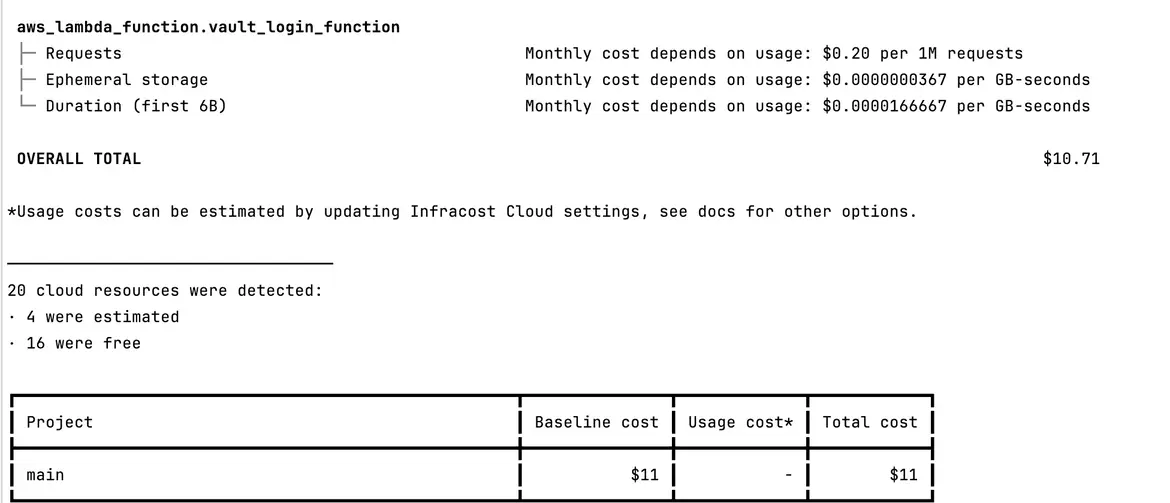 aws_lambda_function.vault_login_function
├─ Requests Monthly cost depends on usage: $0.20 per 1M requests
├─ Ephemeral storage Monthly cost depends on usage: $0.0000000367 per GB-seconds
└─ Duration (first 6B) Monthly cost depends on usage: $0.0000166667 per GB-seconds
OVERALL TOTAL $10.71
*Usage costs can be estimated by updating Infracost Cloud settings, see docs for other options.
20 cloud resources were detected:
∙ 4 were estimated
∙ 16 were free
Project Baseline cost Usage cost* Total cost
main $11 - $11